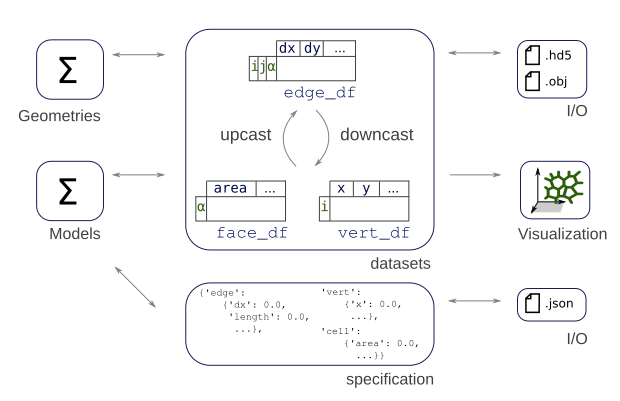 dx dy ...
i j α
edge_df
Σ
Geometries
.hd5
.obj
I/O
upcast downcast
area ...
α
face_df
x y ...
i
vert_df
Σ
Models
Visualization
datasets
{'edge':
{'dx': 0.0,
'length': 0.0,
...},
'vert':
{'x': 0.0,
...},
'cell':
{'area': 0.0,
...}}
specification
.json
I/O